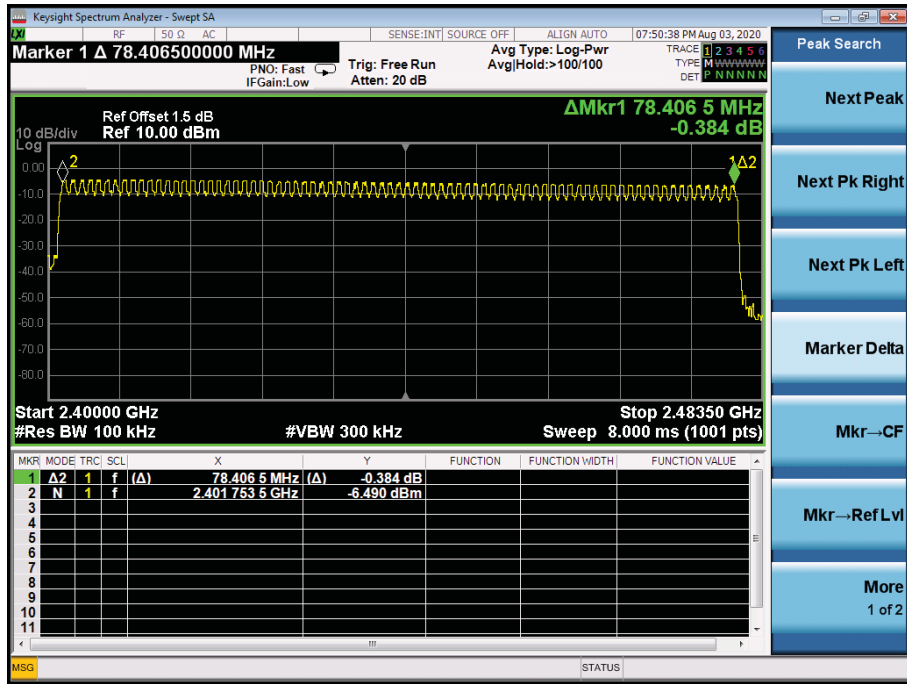 Keysight Spectrum Analyzer - Swept SA
LXI RF 50 Ω AC SENSE:INT SOURCE OFF ALIGN AUTO 07:50:38 PM Aug 03, 2020
Marker 1 Δ 78.406500000 MHz
PNO: Fast
IFGain:Low
Trig: Free Run
Atten: 20 dB
Avg Type: Log-Pwr
Avg|Hold:>100/100
TRACE 1 2 3 4 5 6
TYPE M W W W W W
DET P N N N N N
ΔMkr1 78.406 5 MHz
-0.384 dB
Ref Offset 1.5 dB
10 dB/div Ref 10.00 dBm
Log
0.00
-10.0
-20.0
-30.0
-40.0
-50.0
-60.0
-70.0
-80.0
2
1Δ2
Start 2.40000 GHz Stop 2.48350 GHz
#Res BW 100 kHz #VBW 300 kHz Sweep 8.000 ms (1001 pts)
MKR MODE TRC SCL X Y FUNCTION FUNCTION WIDTH FUNCTION VALUE
1 Δ2 1 f (Δ) 78.406 5 MHz (Δ) -0.384 dB
2 N 1 f 2.401 753 5 GHz -6.490 dBm
3
4
5
6
7
8
9
10
11
MSG STATUS
Peak Search
Next Peak
Next Pk Right
Next Pk Left
Marker Delta
Mkr→CF
Mkr→Ref Lvl
More
1 of 2